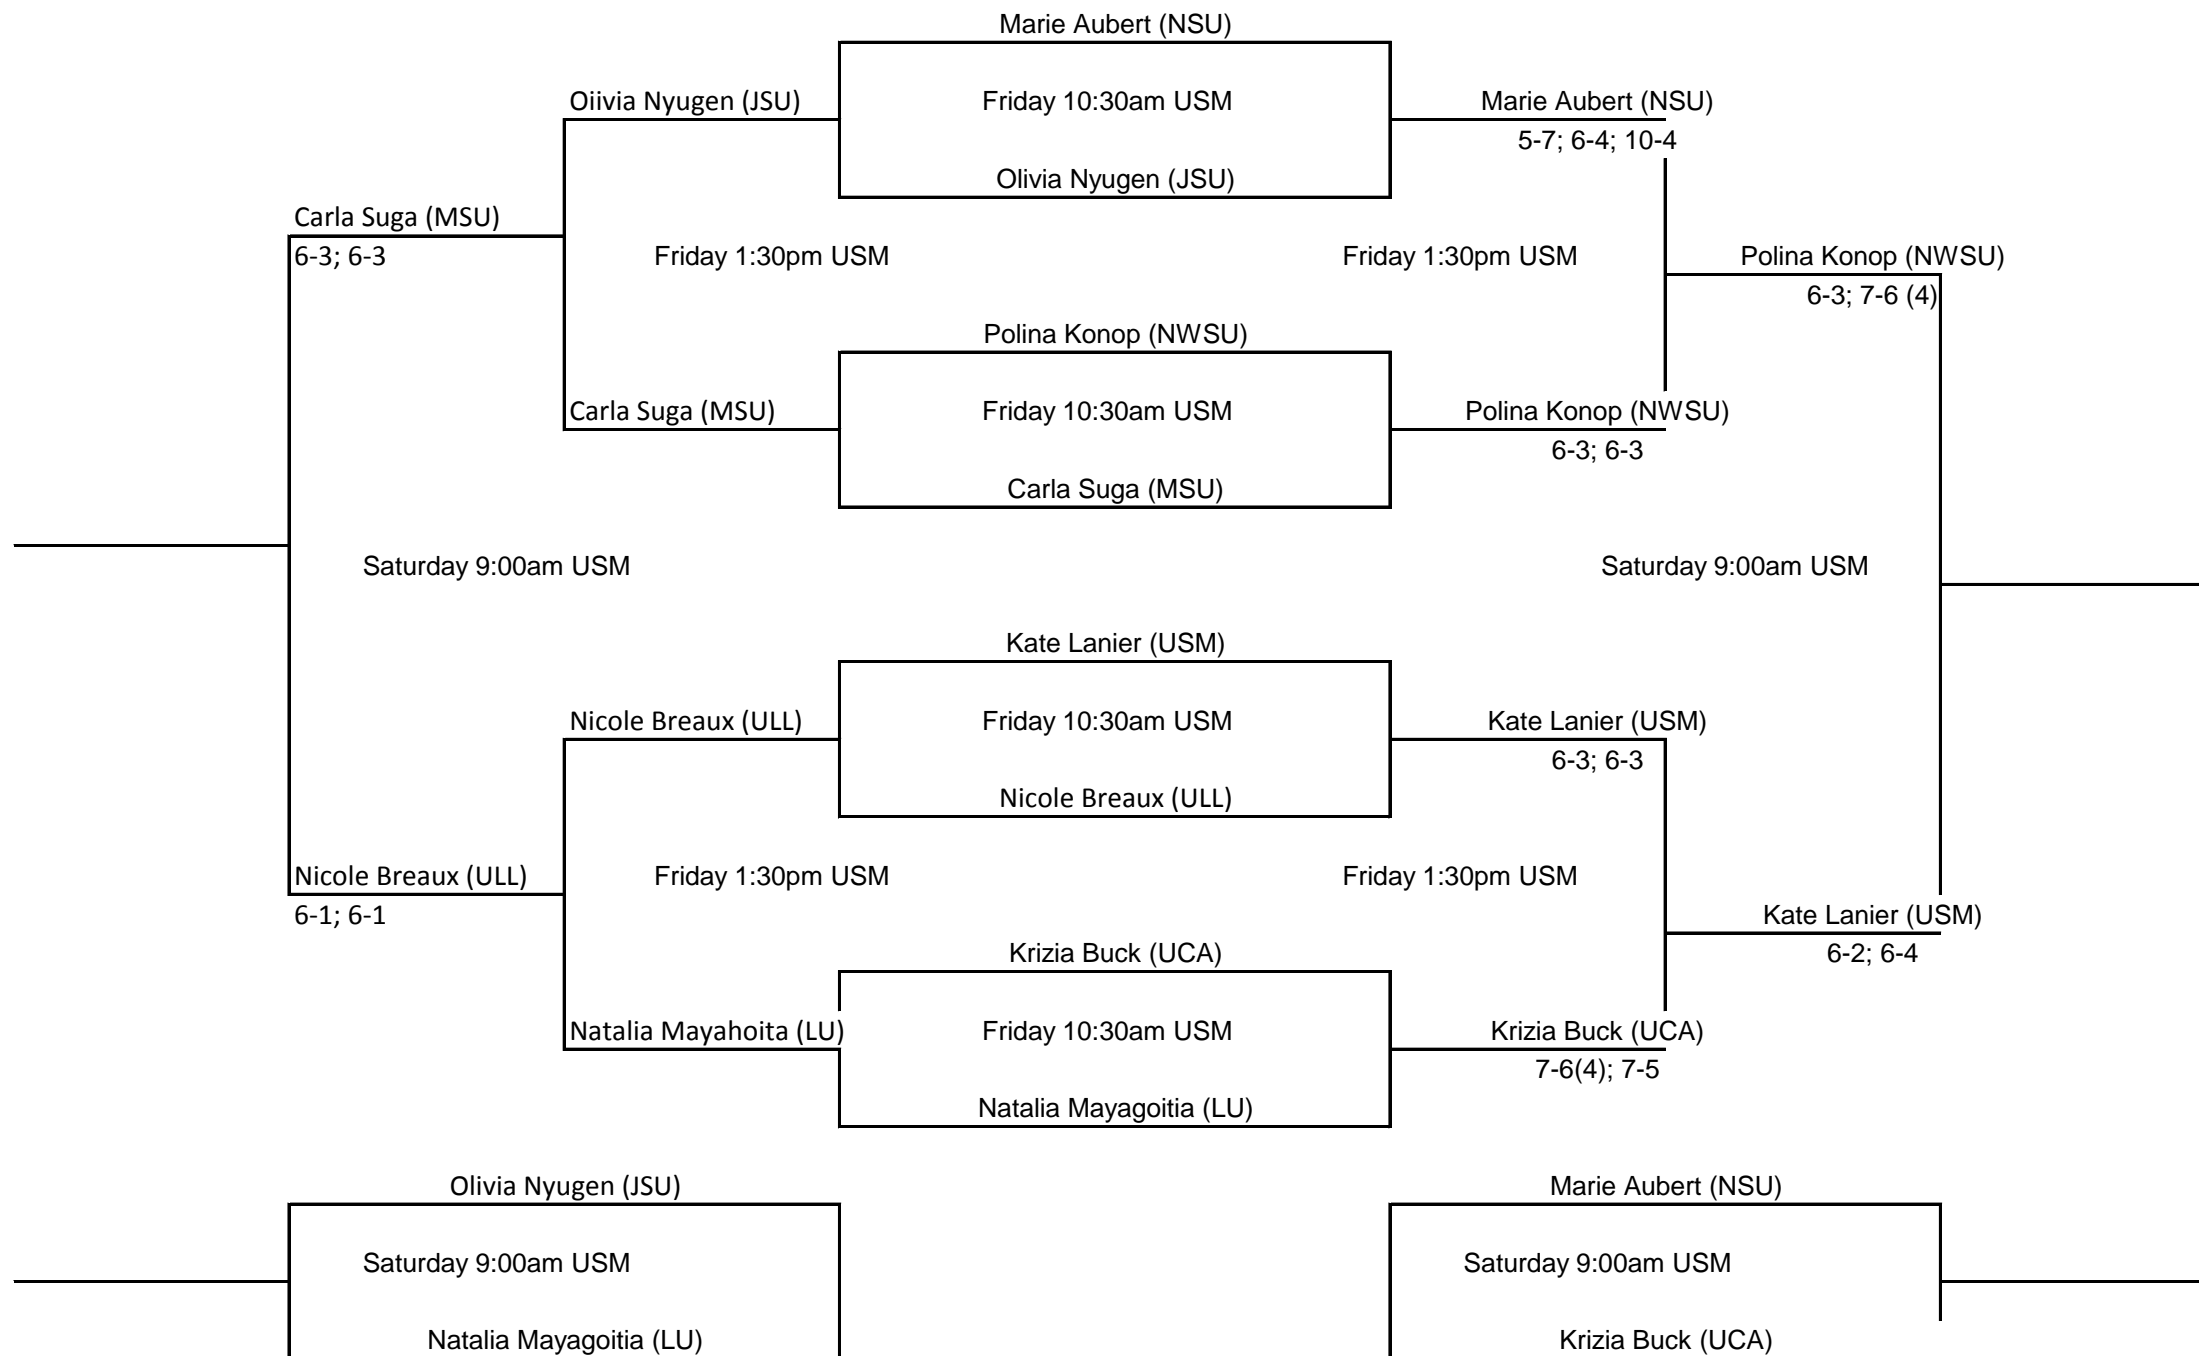 Marie Aubert (NSU)
Oiivia Nyugen (JSU)
Friday 10:30am USM
Marie Aubert (NSU)
5-7; 6-4; 10-4
Olivia Nyugen (JSU)
Carla Suga (MSU)
6-3; 6-3
Friday 1:30pm USM
Friday 1:30pm USM
Polina Konop (NWSU)
6-3; 7-6 (4)
Polina Konop (NWSU)
Carla Suga (MSU)
Friday 10:30am USM
Polina Konop (NWSU)
6-3; 6-3
Carla Suga (MSU)
Saturday 9:00am USM
Saturday 9:00am USM
Kate Lanier (USM)
Nicole Breaux (ULL)
Friday 10:30am USM
Kate Lanier (USM)
6-3; 6-3
Nicole Breaux (ULL)
Nicole Breaux (ULL)
6-1; 6-1
Friday 1:30pm USM
Friday 1:30pm USM
Kate Lanier (USM)
6-2; 6-4
Krizia Buck (UCA)
Natalia Mayahoita (LU)
Friday 10:30am USM
Krizia Buck (UCA)
7-6(4); 7-5
Natalia Mayagoitia (LU)
Olivia Nyugen (JSU)
Marie Aubert (NSU)
Saturday 9:00am USM
Saturday 9:00am USM
Natalia Mayagoitia (LU)
Krizia Buck (UCA)